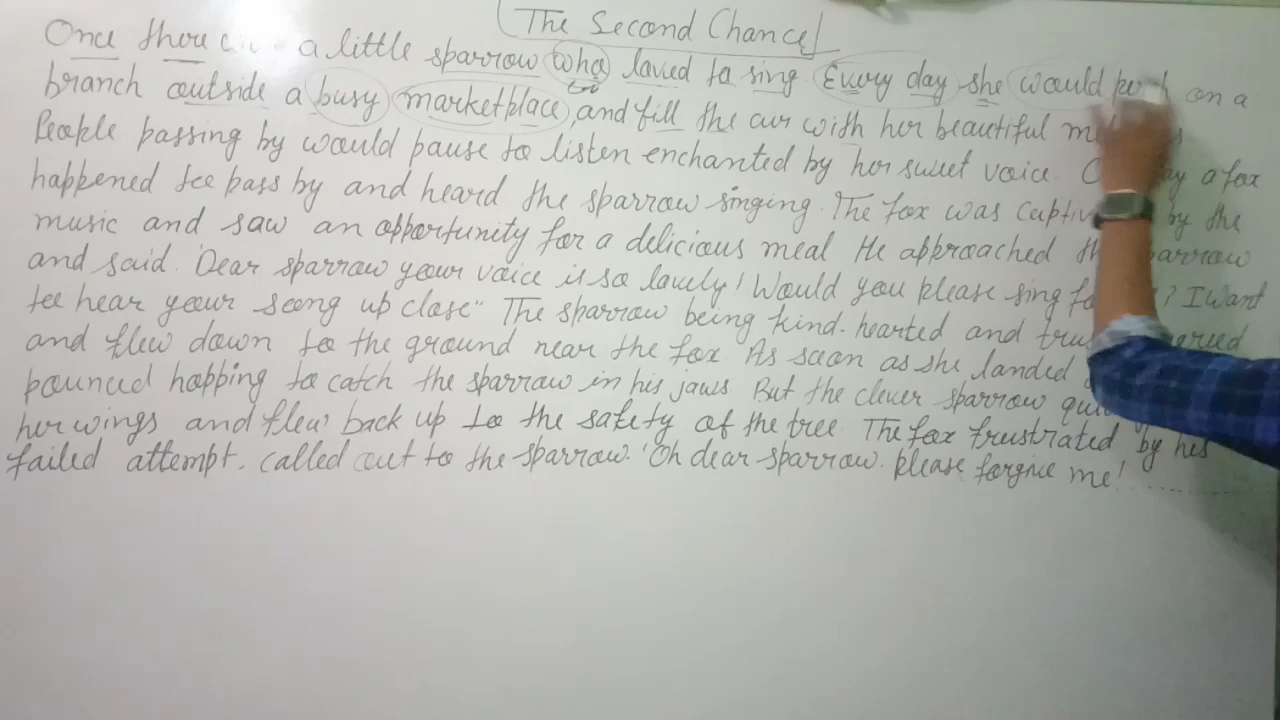 The Second Chance
Once there a little sparrow who loved to sing Every day she would perch on a
branch outside a busy marketplace and fill the air with her beautiful
People passing by would pause to listen enchanted by her sweet voice. a fox
happened to pass by and heard the sparrow singing. The fox was by the
music and saw an opportunity for a delicious meal He approached sparrow
and said. Dear sparrow your voice is so lovely! Would you please sing ? I want
to hear your song up close" The sparrow being kind-hearted and
and flew down to the ground near the fox. As soon as she landed
pounced hopping to catch the sparrow in his jaws But the clever sparrow
her wings and flew back up to the safety of the tree. The fox frustrated by his
failed attempt. called out to the sparrow. 'Oh dear sparrow. please forgive me!